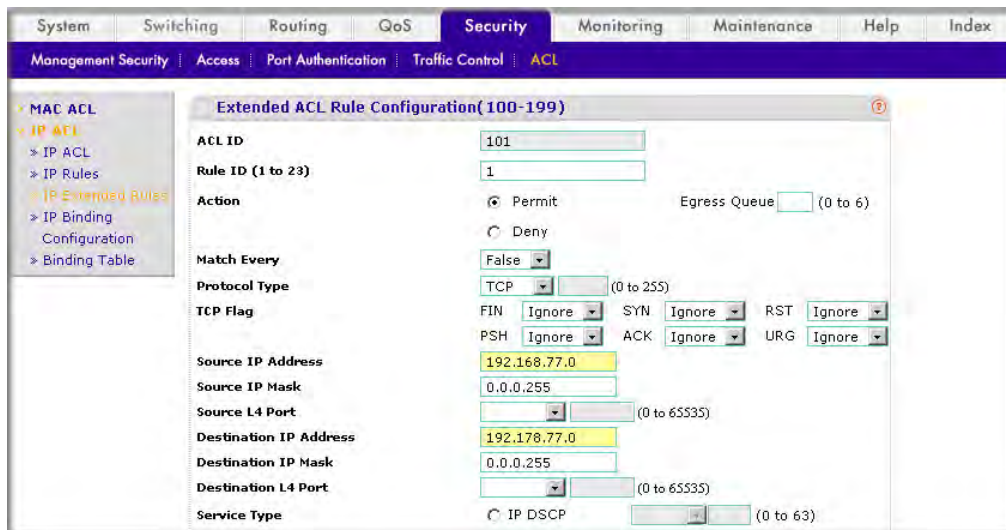 System Switching Routing QoS Security Monitoring Maintenance Help Index
Management Security Access Port Authentication Traffic Control ACL
MAC ACL
IP ACL
» IP ACL
» IP Rules
» IP Extended Rules
» IP Binding
Configuration
» Binding Table
Extended ACL Rule Configuration(100-199)
ACL ID 101
Rule ID (1 to 23) 1
Action Permit Egress Queue (0 to 6)
Deny
Match Every False
Protocol Type TCP (0 to 255)
TCP Flag FIN Ignore SYN Ignore RST Ignore
PSH Ignore ACK Ignore URG Ignore
Source IP Address 192.168.77.0
Source IP Mask 0.0.0.255
Source L4 Port (0 to 65535)
Destination IP Address 192.178.77.0
Destination IP Mask 0.0.0.255
Destination L4 Port (0 to 65535)
Service Type IP DSCP (0 to 63)